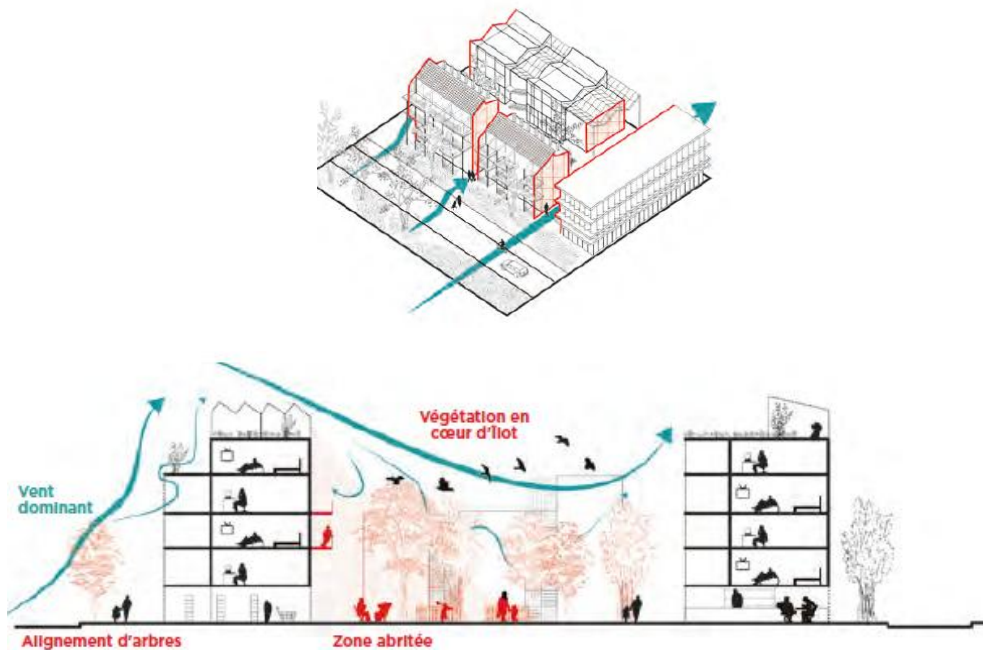 Végétation en
cœur d'îlot
Vent
dominant
Alignement d'arbres
Zone abritée